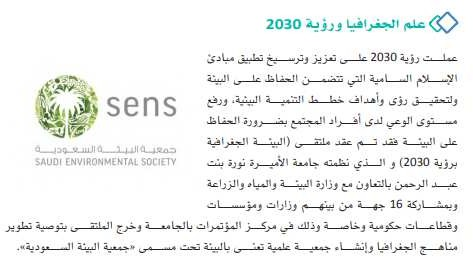 علم الجغرافيا ورؤية 2030
عملت رؤية 2030 على تعزيز وترسيخ تطبيق مبادئ
الإسلام السامية التي تتضمن الحفاظ على البيئة
ولتحقيق رؤى وأهداف خطط التنمية البيئية، ورفع
مستوى الوعي لدى أفراد المجتمع بضرورة الحفاظ
على البيئة فقد تم عقد ملتقى (البيئة الجغرافية
برؤية 2030) و الذي نظمته جامعة الأميرة نورة بنت
عبد الرحمن بالتعاون مع وزارة البيئة والمياه والزراعة
وبمشاركة 16 جهة من بينهم وزارات ومؤسسات
وقطاعات حكومية وخاصة وذلك في مركز المؤتمرات بالجامعة وخرج الملتقى بتوصية تطوير
مناهج الجغرافيا وإنشاء جمعية علمية تعنى بالبيئة تحت مسمى «جمعية البيئة السعودية».
sens
جمعية البيئة السعودية
SAUDI ENVIRONMENTAL SOCIETY